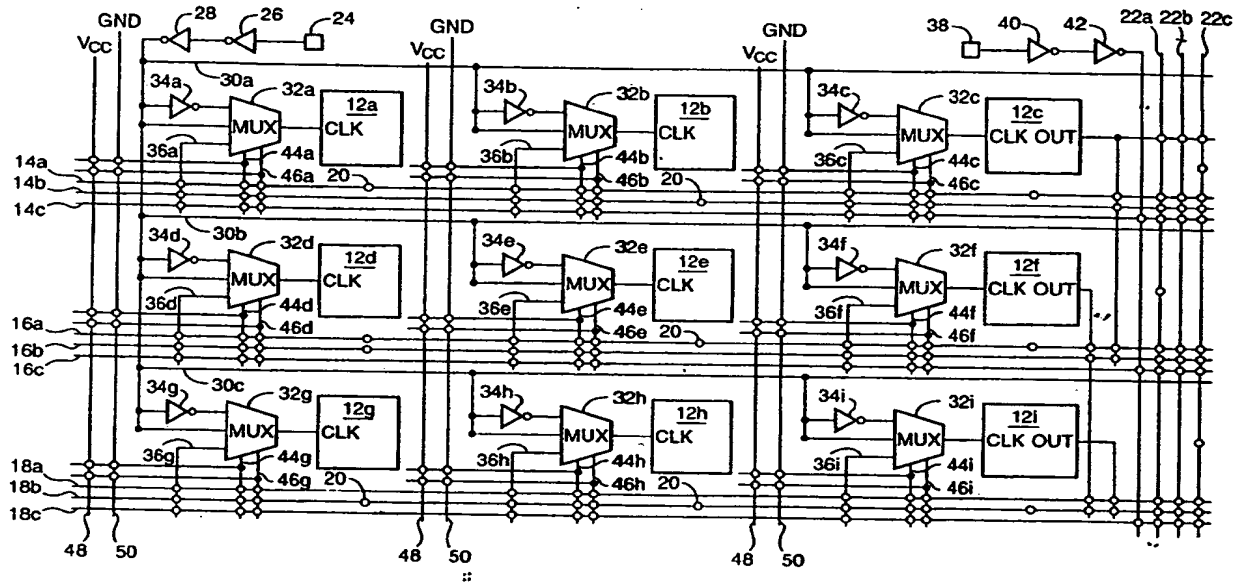 GND 28 26 24 GND 38 40 42 22a 22b 22c
VCC VCC VCC GND
30a
34a 32a 12a 34b 32b 12b 34c 32c 12c
MUX CLK MUX CLK MUX CLK OUT
36a 44a 36b 44b 36c 44c
14a 46a 20 46b 20 46c
14b
14c
30b
34d 32d 12d 34e 32e 12e 34f 32f 12f
MUX CLK MUX CLK MUX CLK OUT
36d 44d 36e 44e 36f 44f
16a 46d 46e 20 46f
16b 20
16c
30c
34g 32g 12g 34h 32h 12h 34i 32i 12i
MUX CLK MUX CLK MUX CLK OUT
36g 44g 36h 44h 36i 44i
18a 46g 20 46h 20 46i
18b
18c
48 50 48 50 48 50